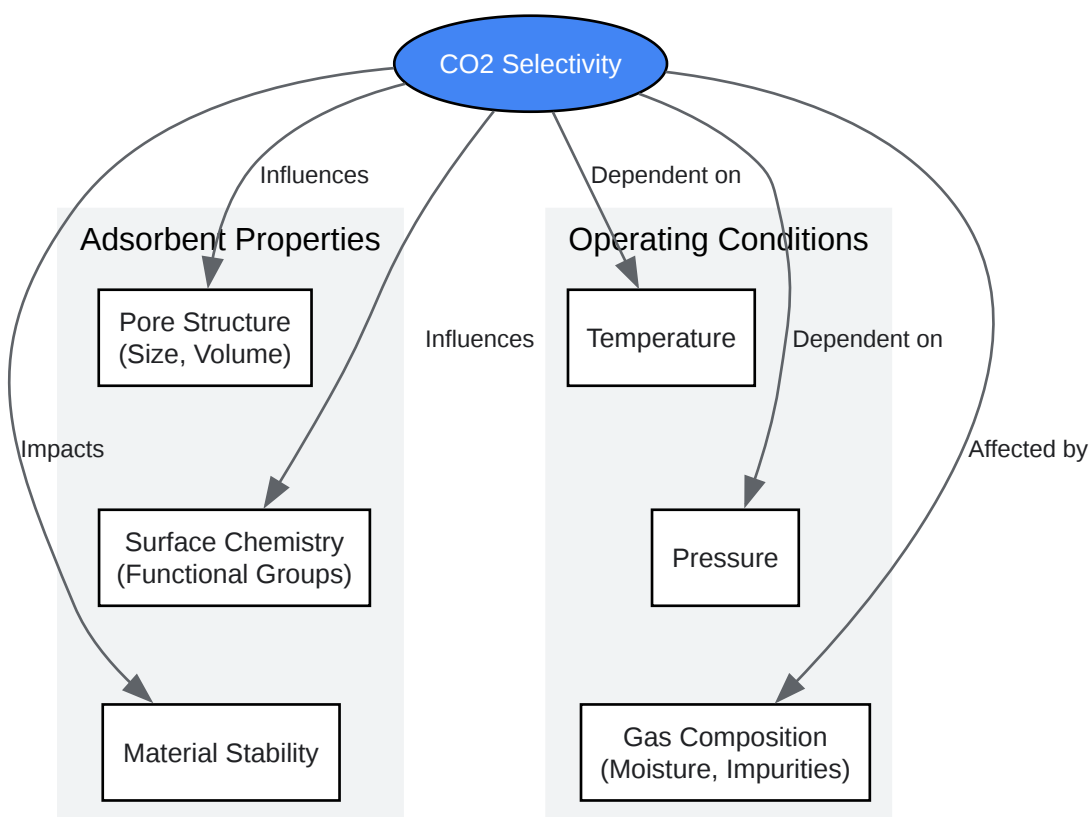 CO2 Selectivity
Influences
Dependent on
Adsorbent Properties
Operating Conditions
Pore Structure
(Size, Volume)
Influences
Temperature
Dependent on
Impacts
Affected by
Surface Chemistry
(Functional Groups)
Pressure
Material Stability
Gas Composition
(Moisture, Impurities)